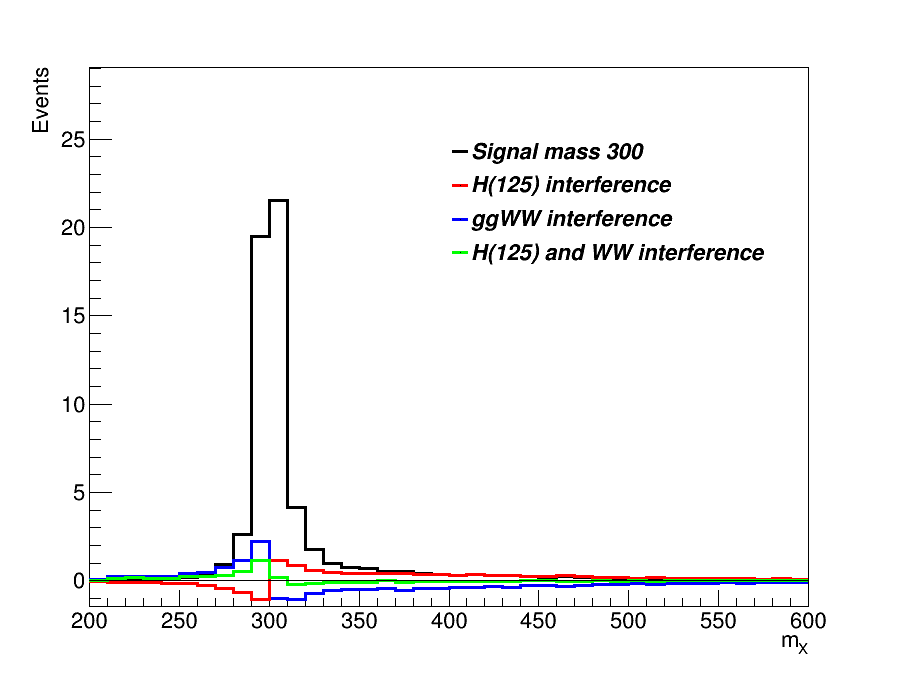 Events
25
20
15
10
5
0
Signal mass 300
H(125) interference
ggWW interference
H(125) and WW interference
200 250 300 350 400 450 500 550 600
mX